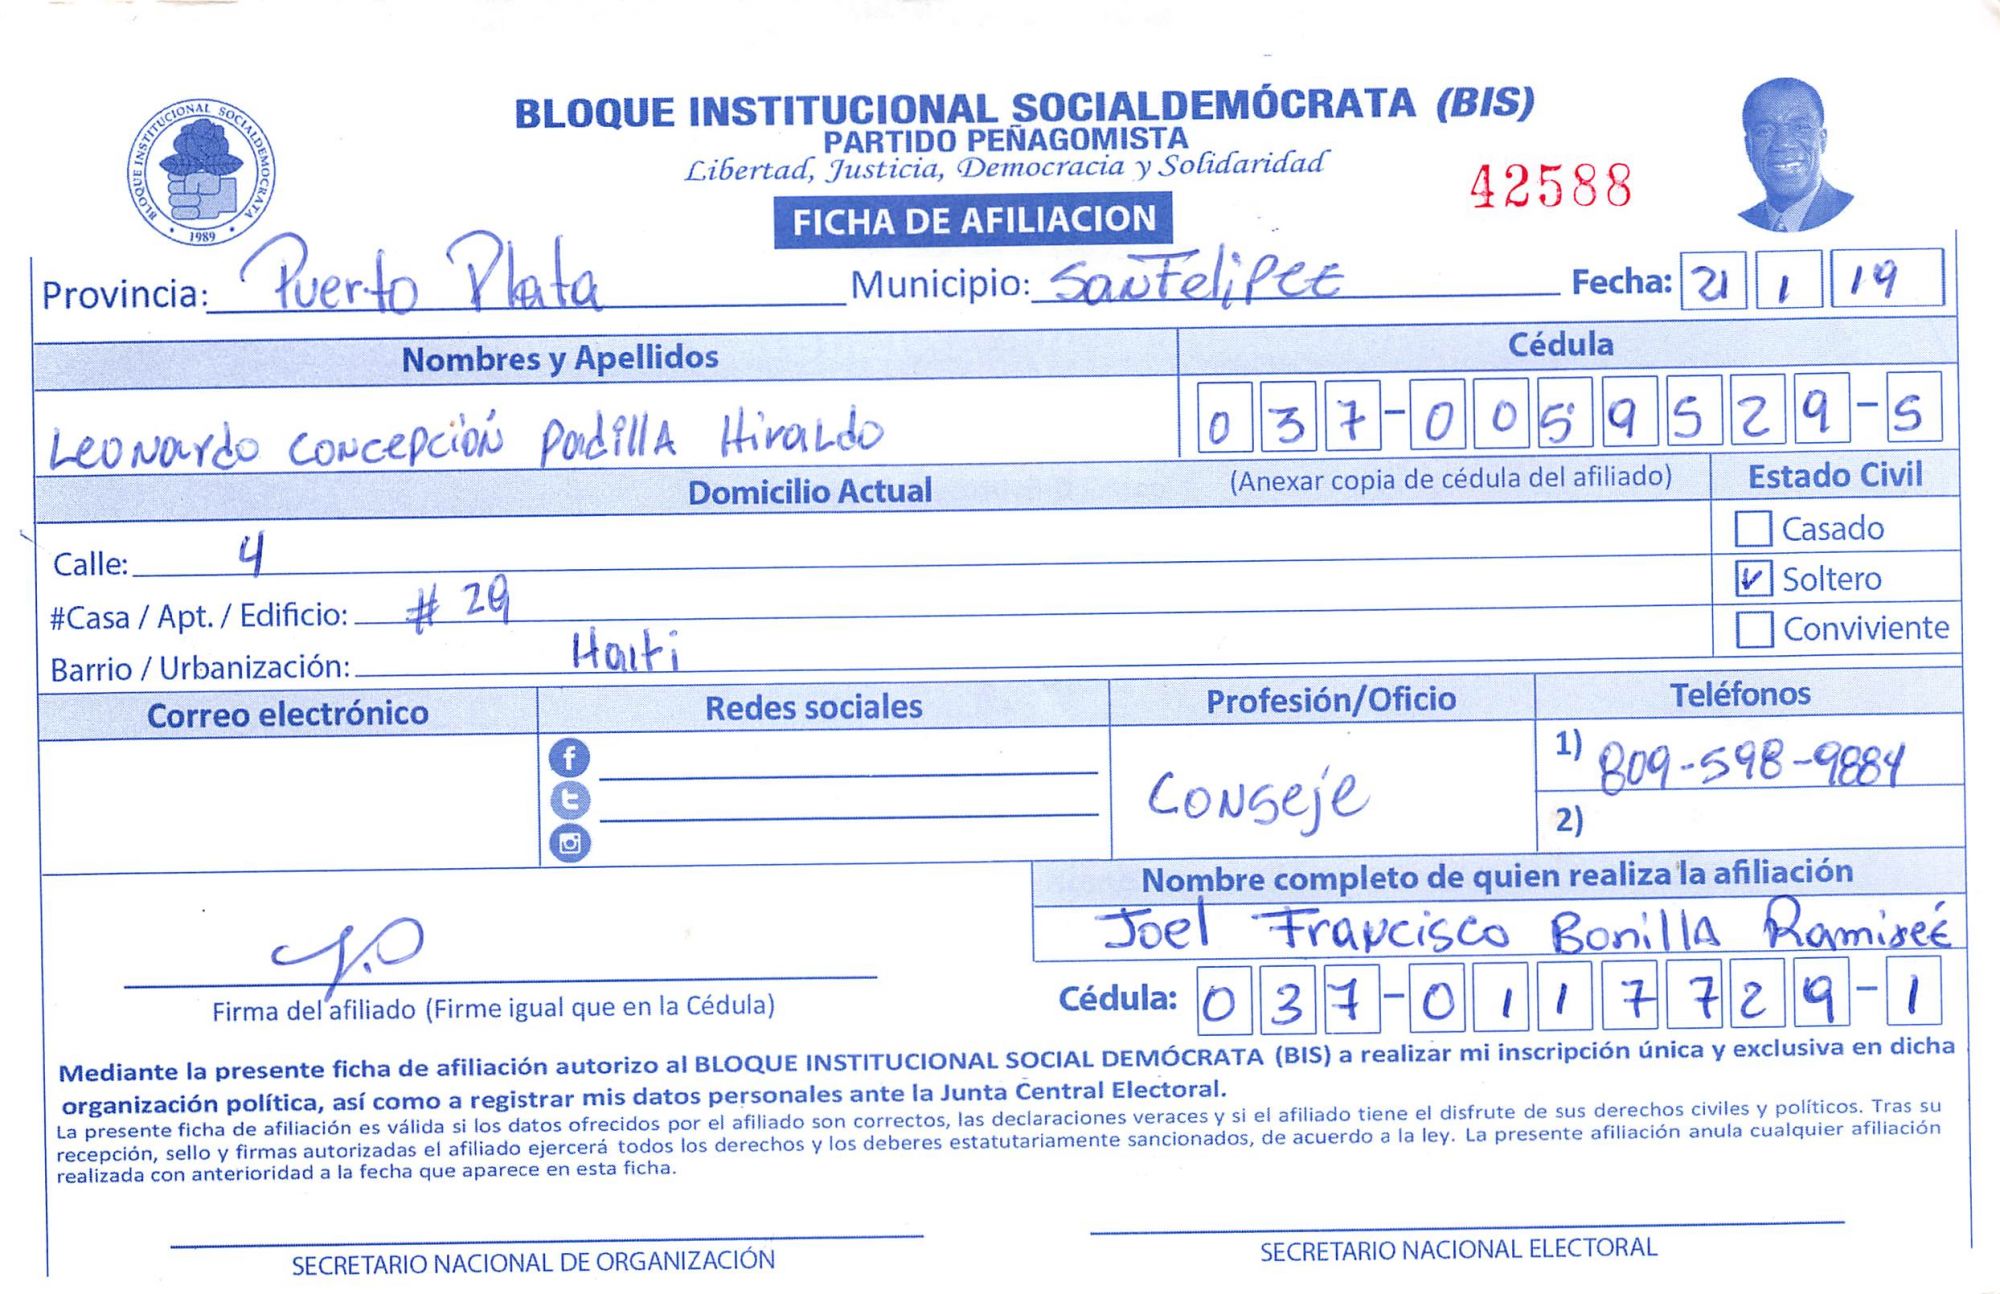 BLOQUE INSTITUCIONAL SOCIALDEMÓCRATA (BIS)
PARTIDO PEÑAGOMISTA
Libertad, Justicia, Democracia y Solidaridad
BLOQUE INSTITUCIONAL SOCIALDEMOCRATA
1989
42588
FICHA DE AFILIACION
Provincia: Puerto Plata Municipio: San Felipe Fecha: 21 1 19
Nombres y Apellidos Cédula
Leonardo Concepción Padilla Hiraldo 037-0059529-5
Domicilio Actual (Anexar copia de cédula del afiliado) Estado Civil
Casado
Calle: 4
Soltero
#Casa / Apt. / Edificio: # 29
Conviviente
Barrio / Urbanización: Haiti
Correo electrónico Redes sociales Profesión/Oficio Teléfonos
Conseje
1) 809-598-9884
2)
Nombre completo de quien realiza la afiliación
Joel Francisco Bonilla
Firma del afiliado (Firme igual que en la Cédula)
Cédula: 037-0117729-1
Mediante la presente ficha de afiliación autorizo al BLOQUE INSTITUCIONAL SOCIAL DEMÓCRATA (BIS) a realizar mi inscripción única y exclusiva en dicha
organización política, así como a registrar mis datos personales ante la Junta Central Electoral.
La presente ficha de afiliación es válida si los datos ofrecidos por el afiliado son correctos, las declaraciones veraces y si el afiliado tiene el disfrute de sus derechos civiles y políticos. Tras su
recepción, sello y firmas autorizadas el afiliado ejercerá todos los derechos y los deberes estatutariamente sancionados, de acuerdo a la ley. La presente afiliación anula cualquier afiliación
realizada con anterioridad a la fecha que aparece en esta ficha.
SECRETARIO NACIONAL DE ORGANIZACIÓN
SECRETARIO NACIONAL ELECTORAL